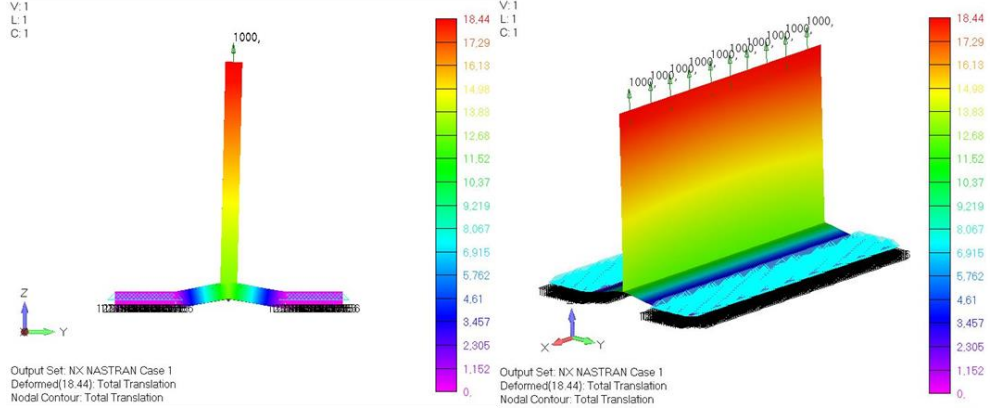 V: 1
L: 1
C: 1
1000,
18.44
17.29
16.13
14.98
13.83
12.68
11.52
10.37
9.219
8.067
6.915
5.762
4.61
3.457
2.305
1.152
0.
Z
Y
Output Set: NX NASTRAN Case 1
Deformed(18.44): Total Translation
Nodal Contour: Total Translation
V: 1
L: 1
C: 1
1000,
1000,
1000,
1000,
1000,
1000,
1000,
1000,
1000,
1000,
18.44
17.29
16.13
14.98
13.83
12.68
11.52
10.37
9.219
8.067
6.915
5.762
4.61
3.457
2.305
1.152
0.
X
Y
Output Set: NX NASTRAN Case 1
Deformed(18.44): Total Translation
Nodal Contour: Total Translation